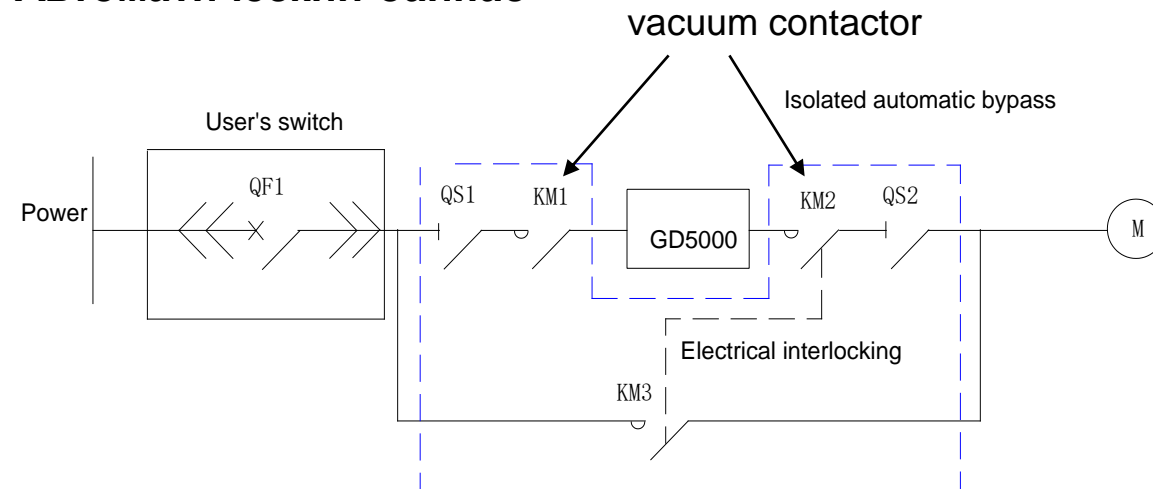 vacuum contactor
Isolated automatic bypass
User's switch
QF1
QS1
KM1
KM2
QS2
Power
GD5000
M
Electrical interlocking
KM3